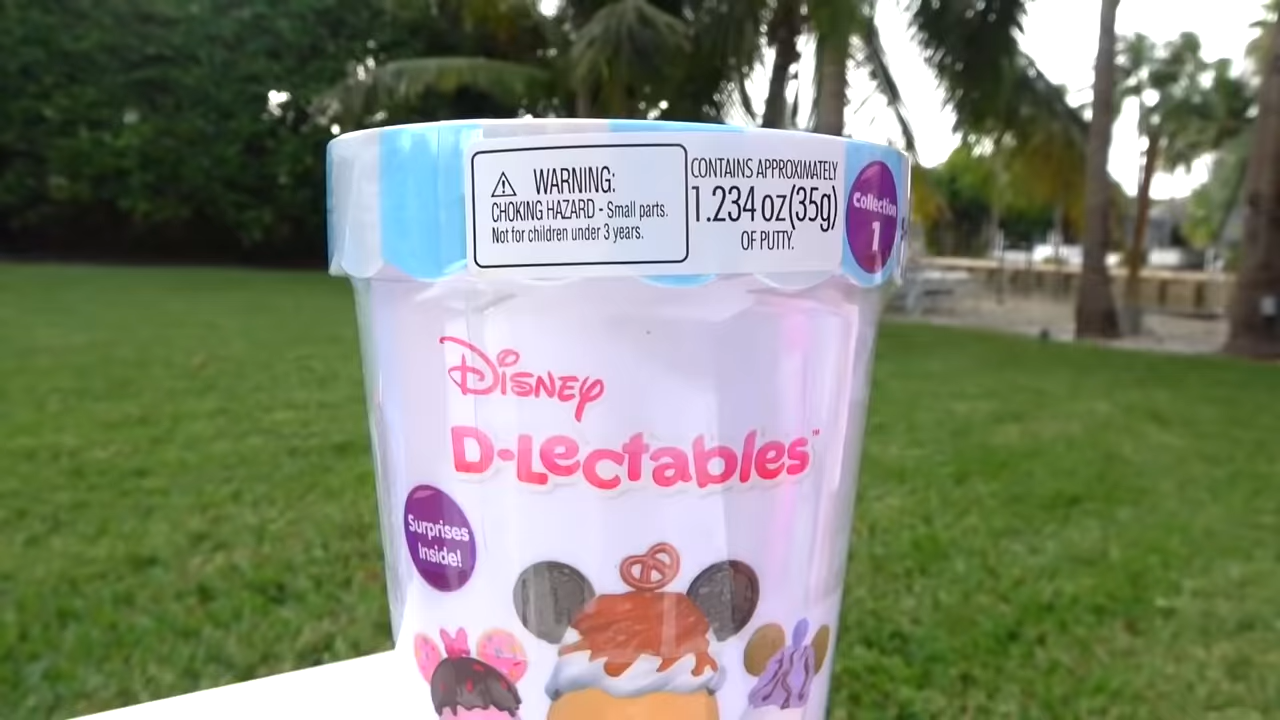 WARNING:
CHOKING HAZARD - Small parts.
Not for children under 3 years.
CONTAINS APPROXIMATELY
1.234 oz(35g)
OF PUTTY.
Collection
1
Disney
D-Lectables™
Surprises
Inside!